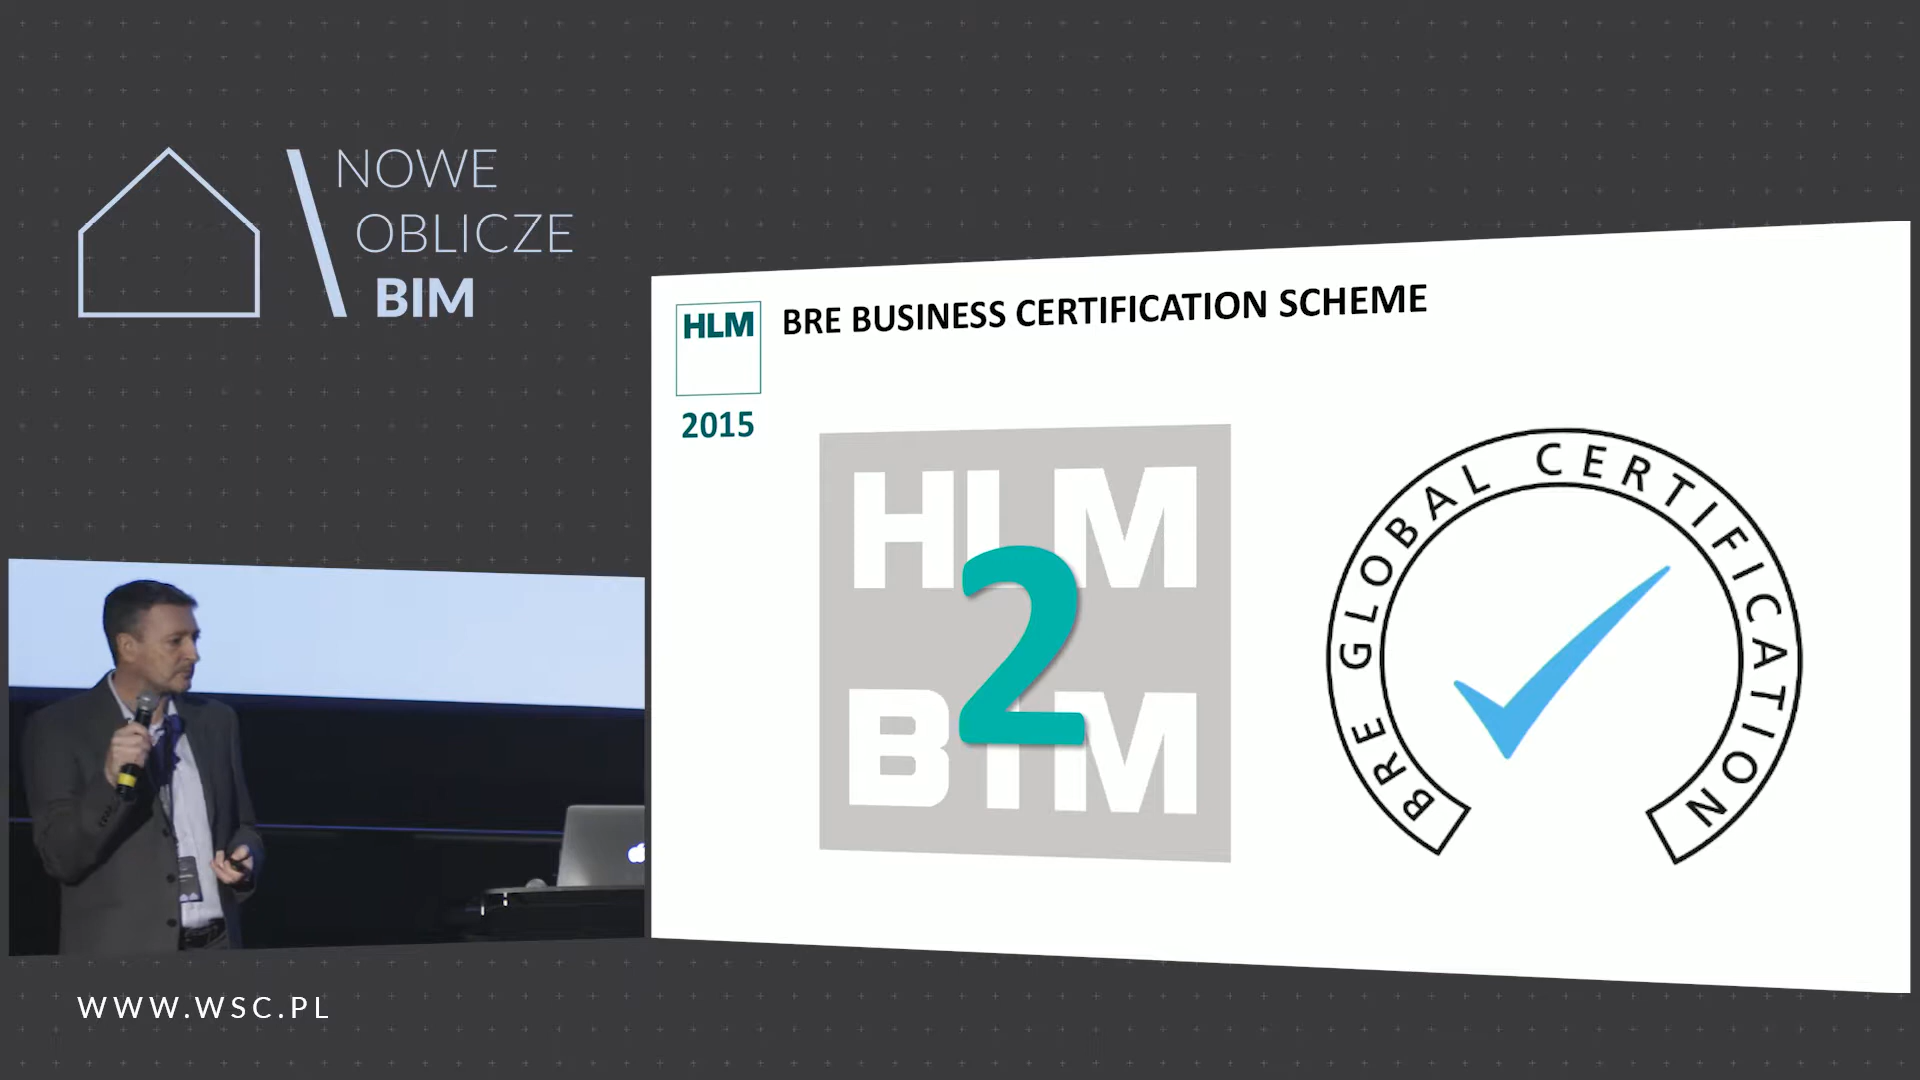 NOWE
OBLICZE
BIM
HLM
BRE BUSINESS CERTIFICATION SCHEME
2015
HLM
2
BIM
BRE GLOBAL CERTIFICATION
WWW.WSC.PL